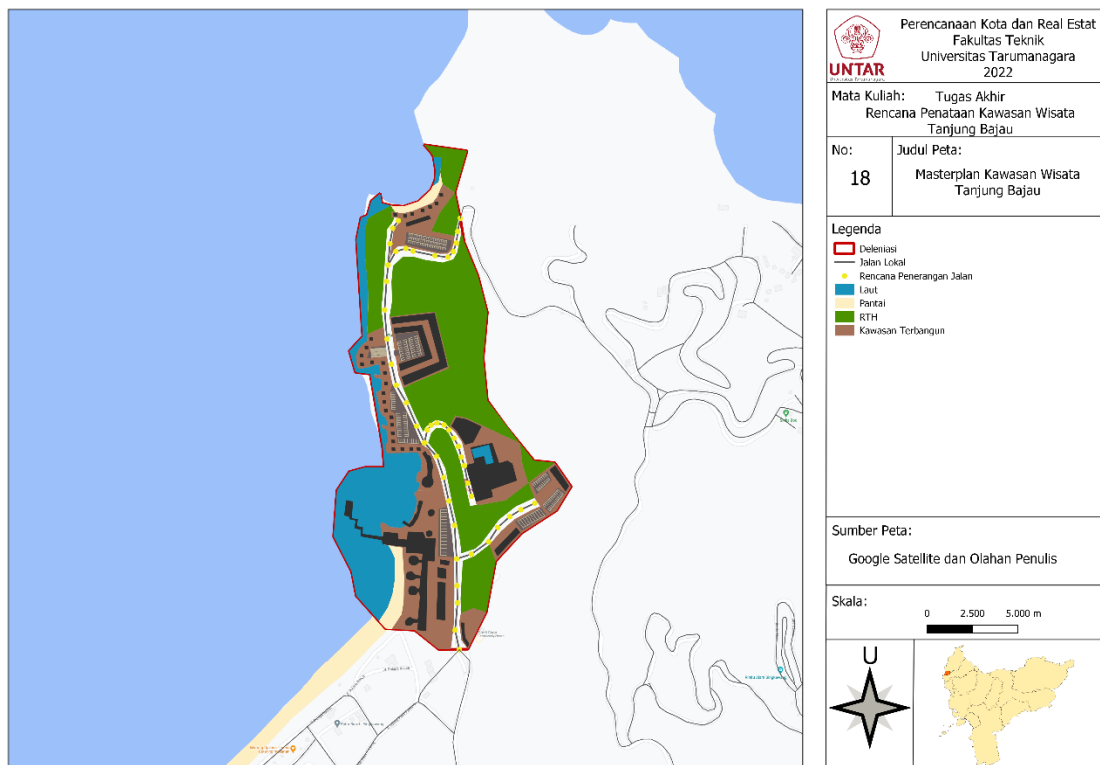 Perencanaan Kota dan Real Estat
Fakultas Teknik
Universitas Tarumanagara
2022
UNTAR
Universitas Tarumanagara
Mata Kuliah: Tugas Akhir
Rencana Penataan Kawasan Wisata
Tanjung Bajau
No: Judul Peta:
18 Masterplan Kawasan Wisata
Tanjung Bajau
Legenda
Deleniasi
Jalan Lokal
Rencana Penerangan Jalan
Laut
Pantai
RTH
Kawasan Terbangun
Sumber Peta:
Google Satellite dan Olahan Penulis
Skala:
0 2.500 5.000 m
U